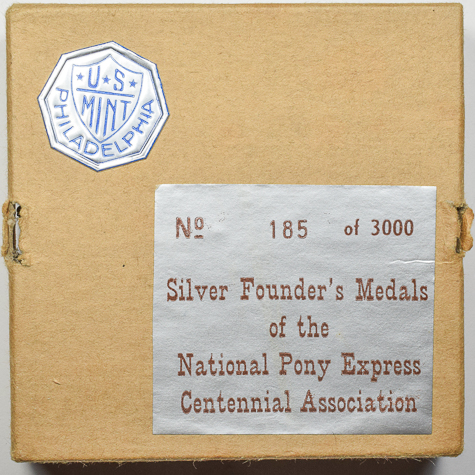 U S
MINT
PHILADELPHIA
Nº 185 of 3000
Silver Founder's Medals
of the
National Pony Express
Centennial Association